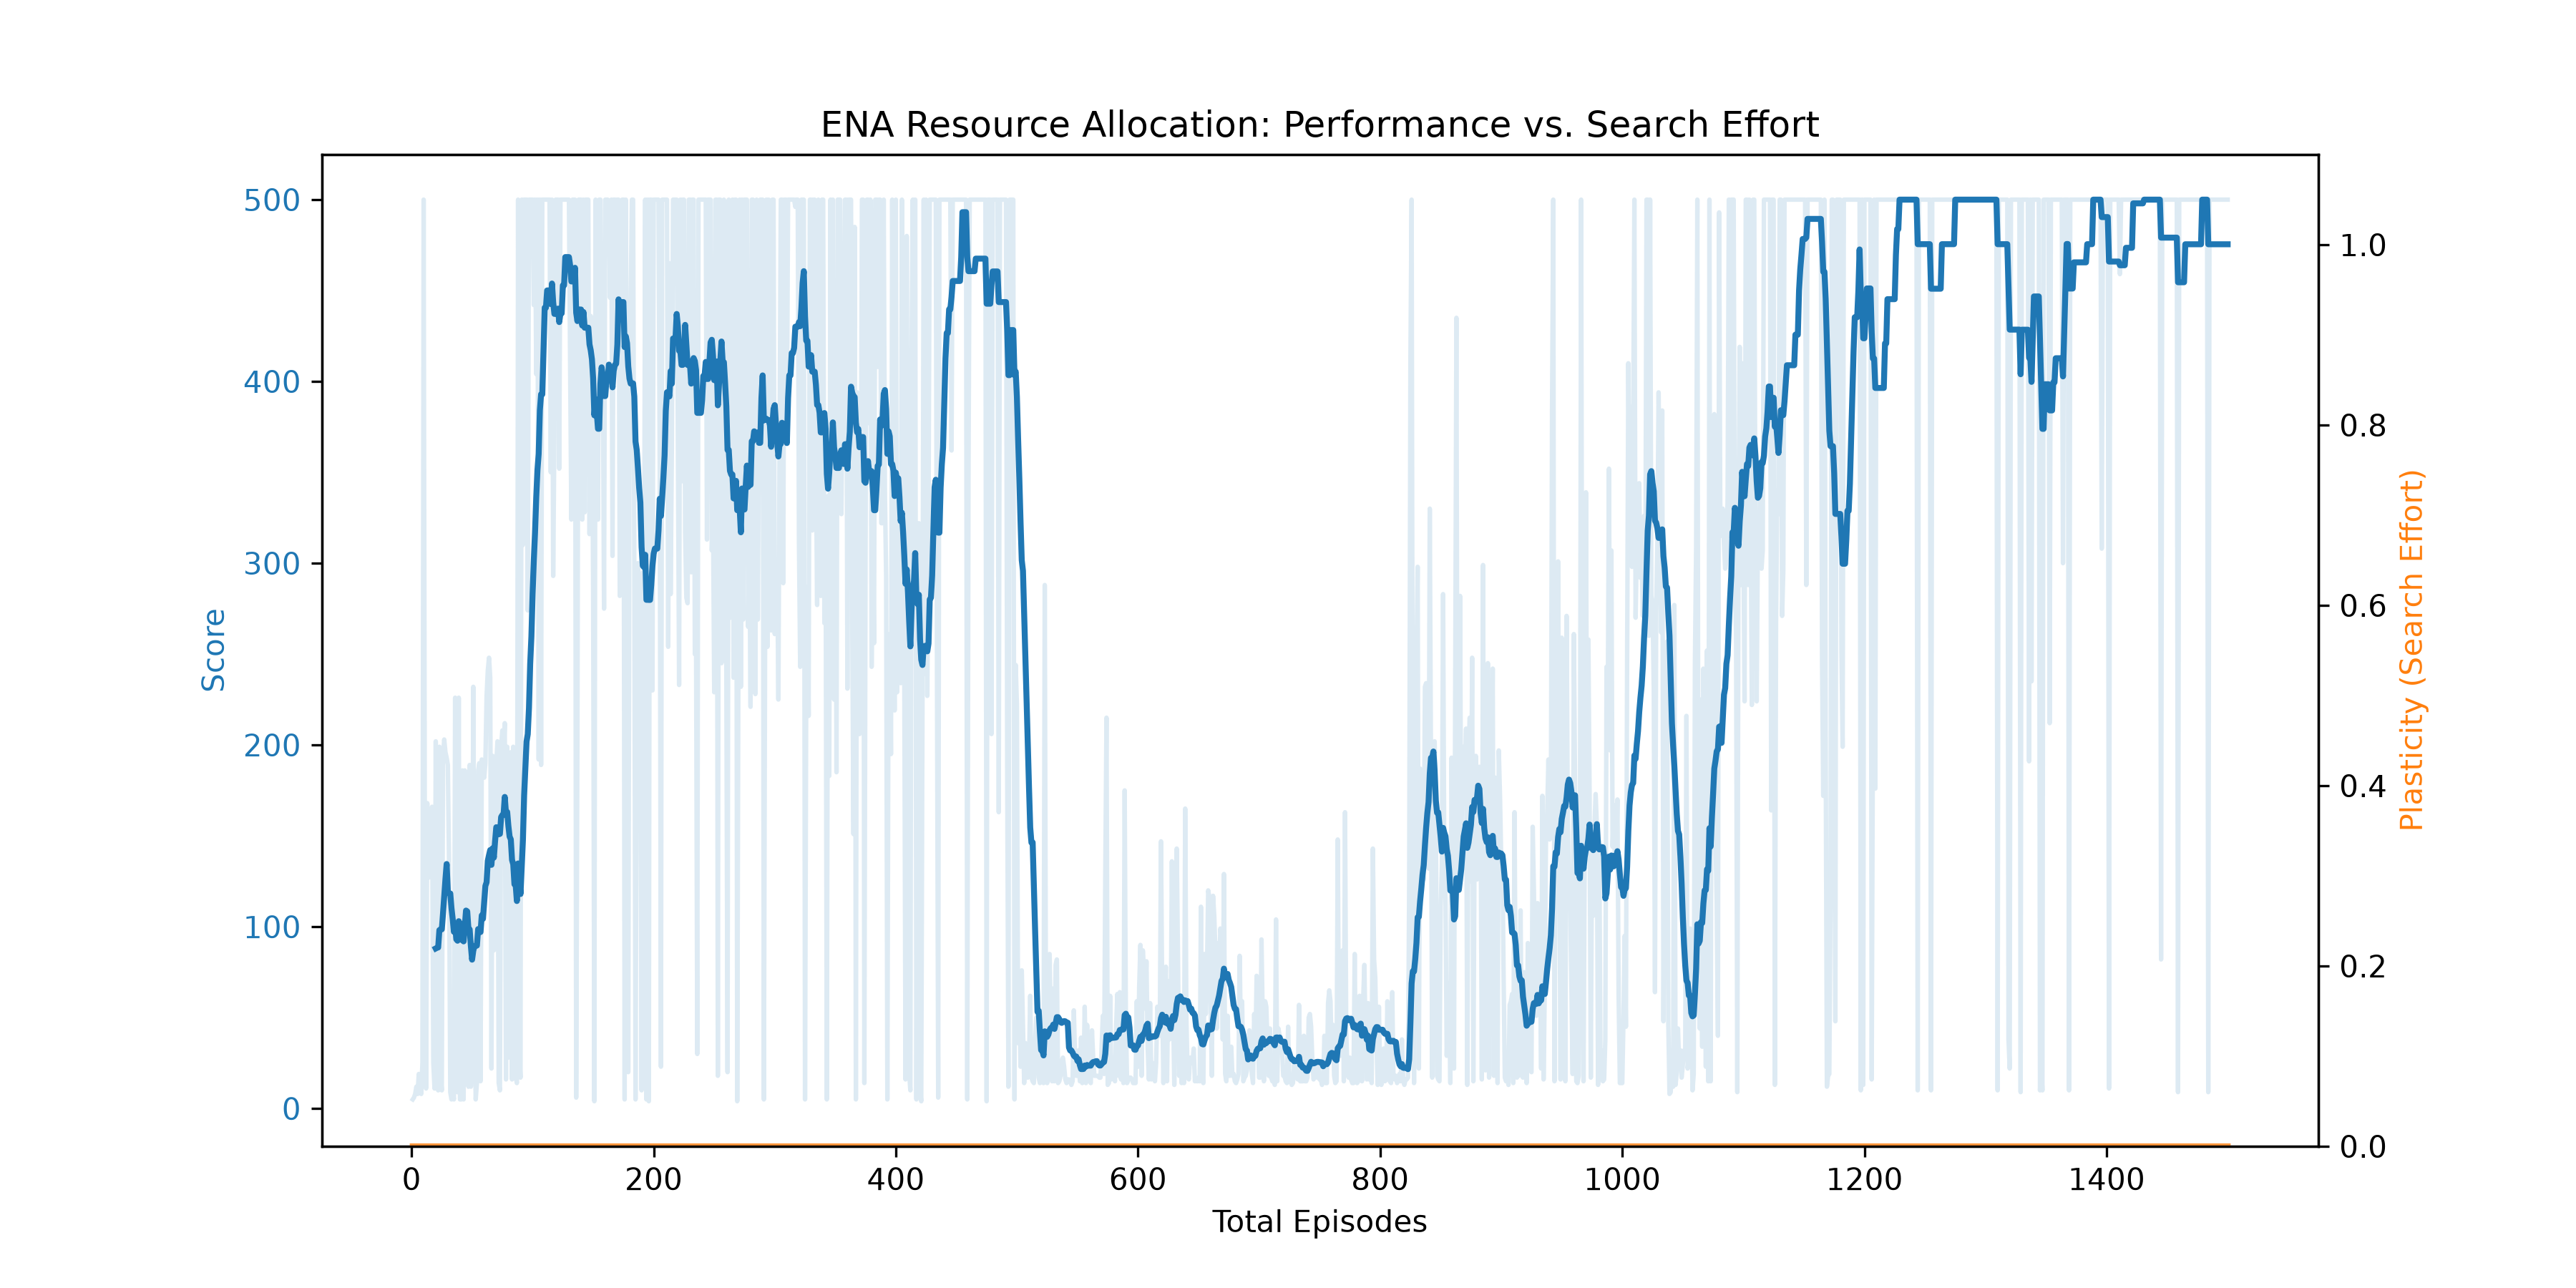 ENA Resource Allocation: Performance vs. Search Effort
500
400
300
200
100
0
Score
1.0
0.8
0.6
0.4
0.2
0.0
Plasticity (Search Effort)
0 200 400 600 800 1000 1200 1400
Total Episodes